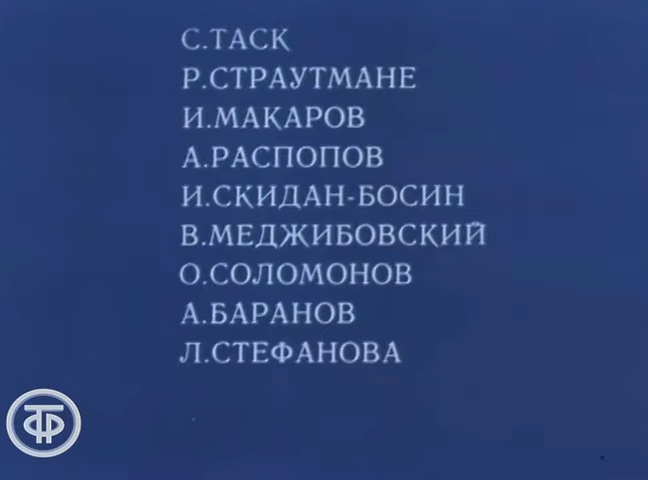 С.ТАСК
Р.СТРАУТМАНЕ
И.МАКАРОВ
А.РАСПОПОВ
И.СКИДАН-БОСИН
В.МЕДЖИБОВСКИЙ
О.СОЛОМОНОВ
А.БАРАНОВ
Л.СТЕФАНОВА